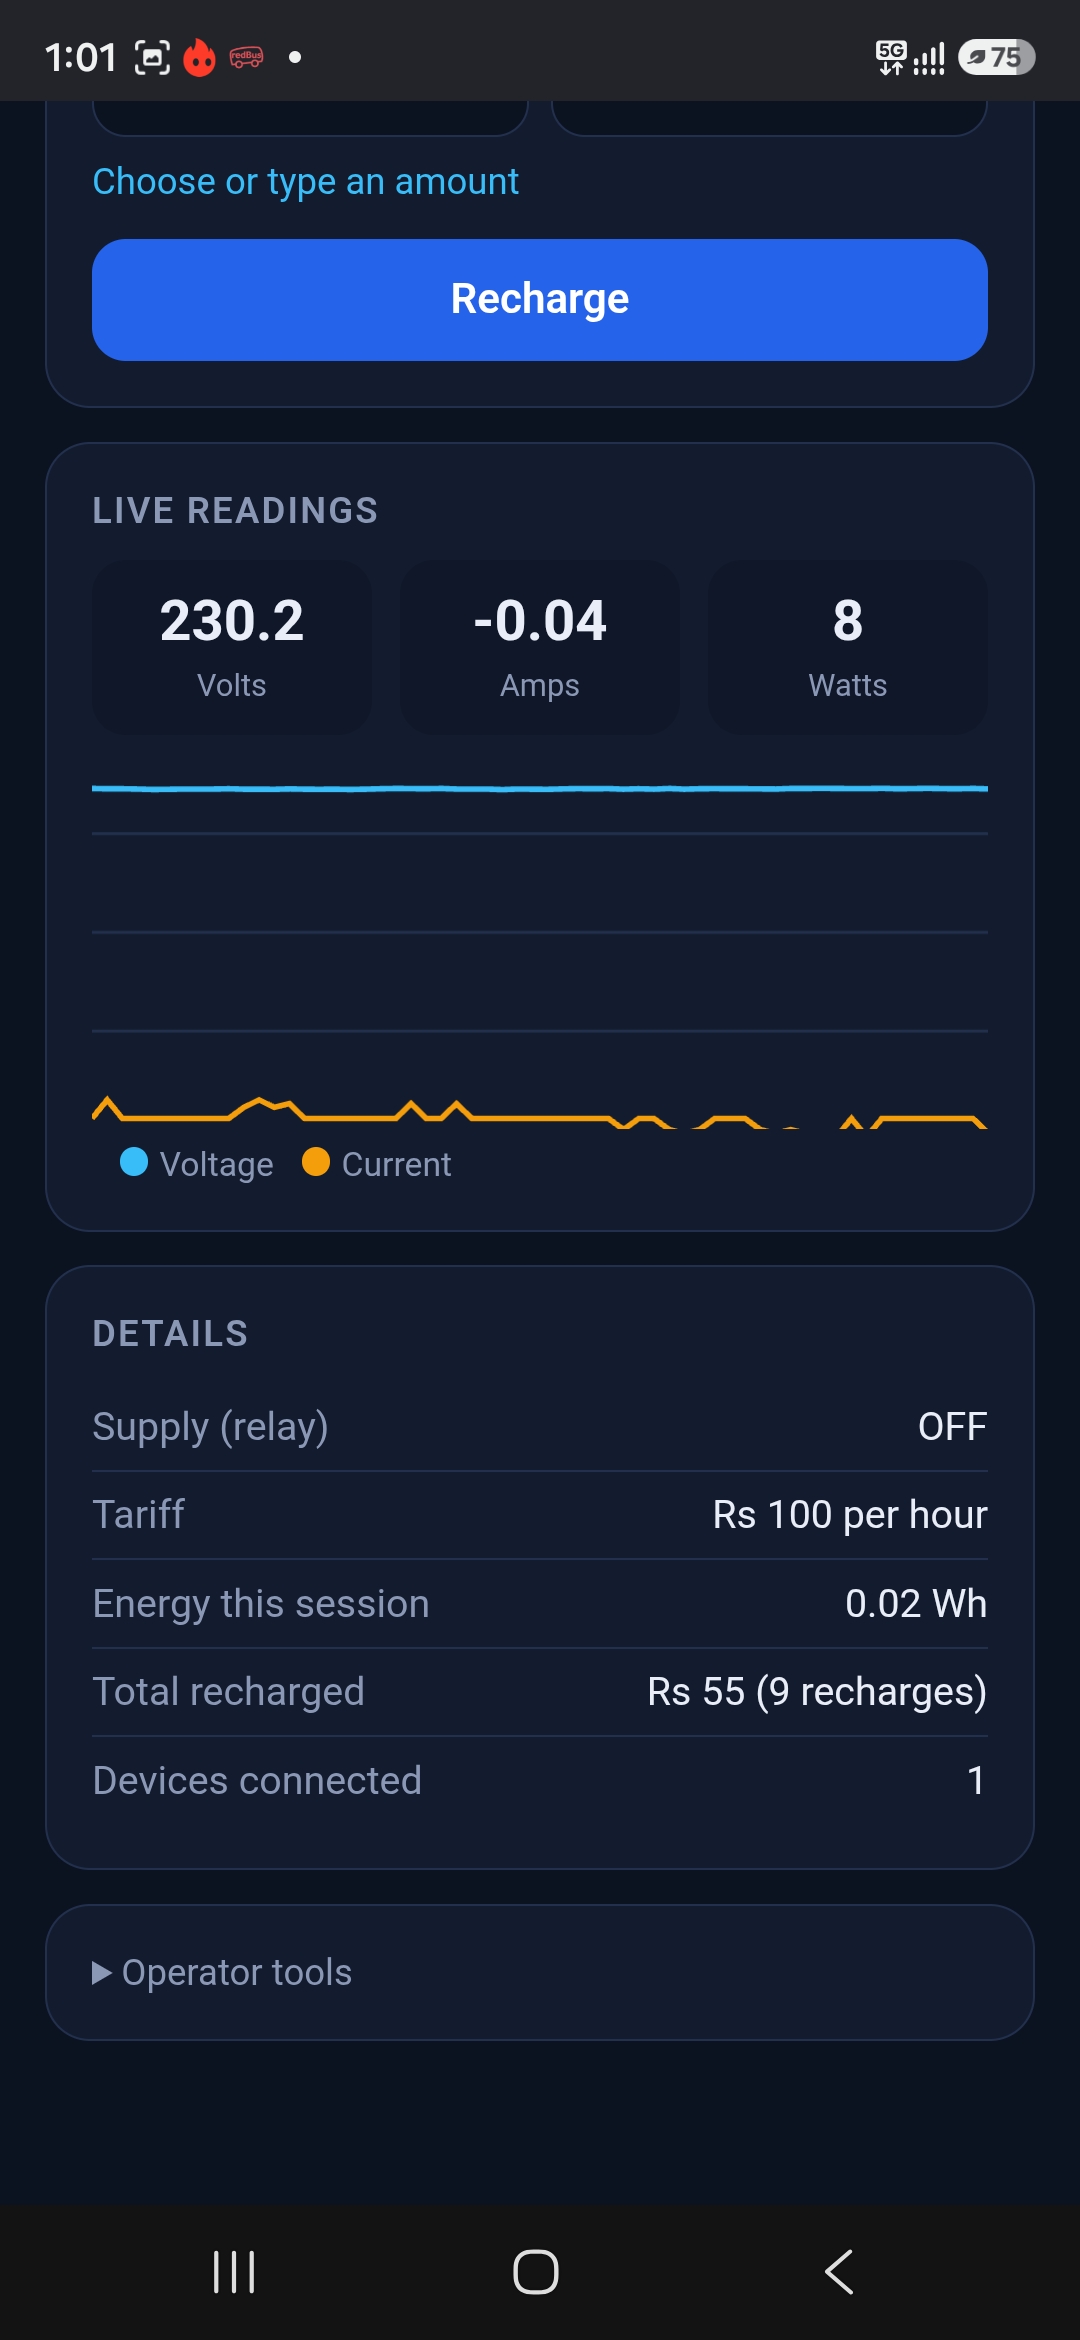 1:01
redBus
5G
75
Choose or type an amount
Recharge
LIVE READINGS
230.2
Volts
-0.04
Amps
8
Watts
Voltage
Current
DETAILS
Supply (relay) OFF
Tariff Rs 100 per hour
Energy this session 0.02 Wh
Total recharged Rs 55 (9 recharges)
Devices connected 1
Operator tools